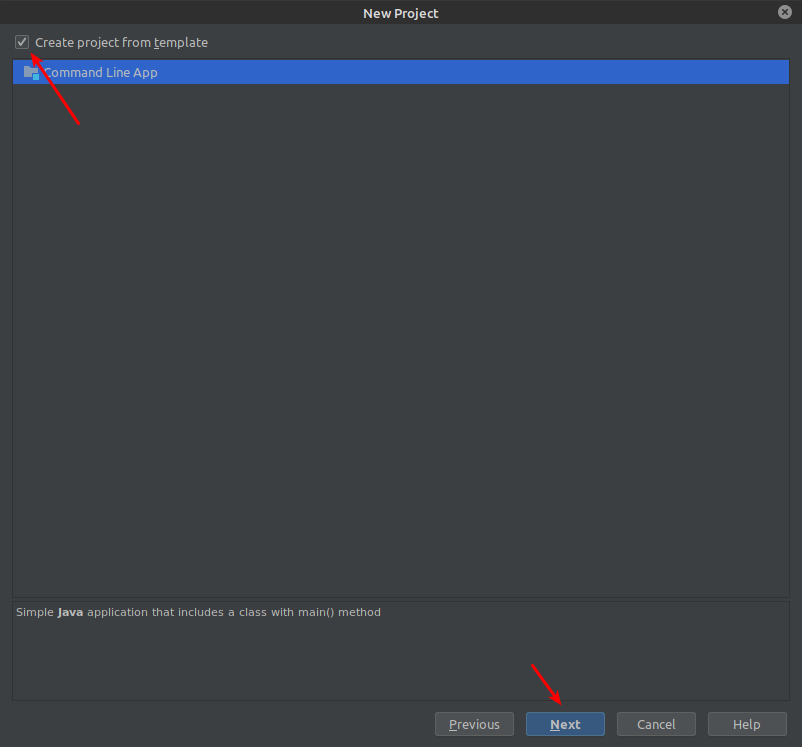 New Project
Create project from template
Command Line App
Simple Java application that includes a class with main() method
Previous
Next
Cancel
Help